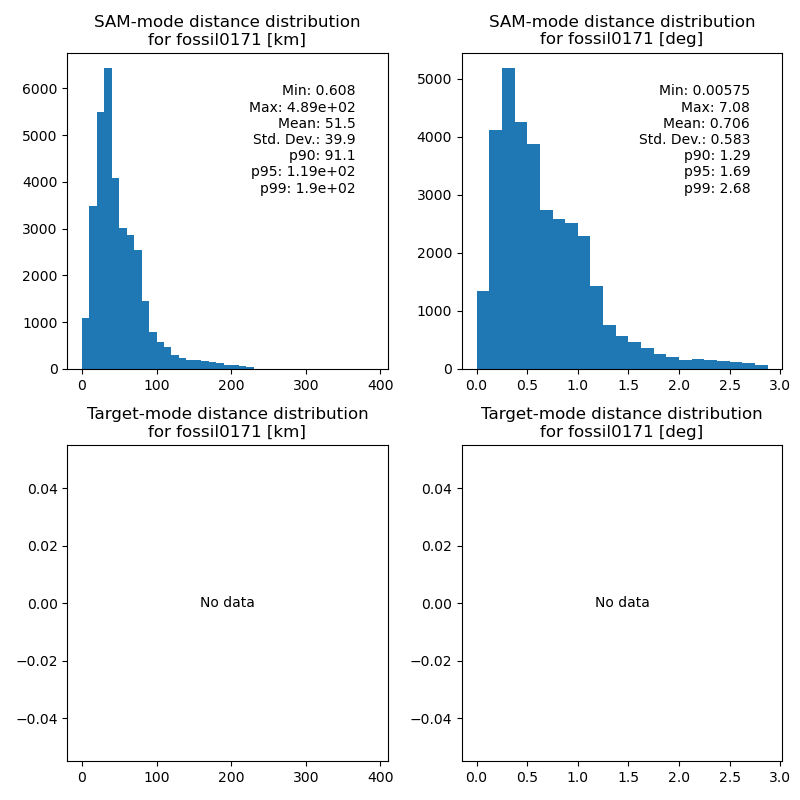 SAM-mode distance distribution
for fossil0171 [km]
6000
5000
4000
3000
2000
1000
0
Min: 0.608
Max: 4.89e+02
Mean: 51.5
Std. Dev.: 39.9
p90: 91.1
p95: 1.19e+02
p99: 1.9e+02
0 100 200 300 400
SAM-mode distance distribution
for fossil0171 [deg]
5000
4000
3000
2000
1000
0
Min: 0.00575
Max: 7.08
Mean: 0.706
Std. Dev.: 0.583
p90: 1.29
p95: 1.69
p99: 2.68
0.0 0.5 1.0 1.5 2.0 2.5 3.0
Target-mode distance distribution
for fossil0171 [km]
0.04
0.02
0.00
−0.02
−0.04
No data
0 100 200 300 400
Target-mode distance distribution
for fossil0171 [deg]
0.04
0.02
0.00
−0.02
−0.04
No data
0.0 0.5 1.0 1.5 2.0 2.5 3.0